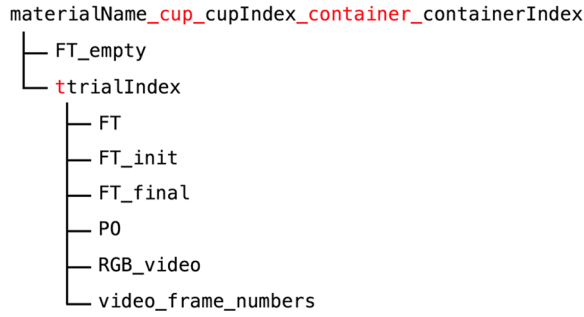 materialName_cup_cupIndex_container_containerIndex
FT_empty
ttrialIndex
FT
FT_init
FT_final
PO
RGB_video
video_frame_numbers